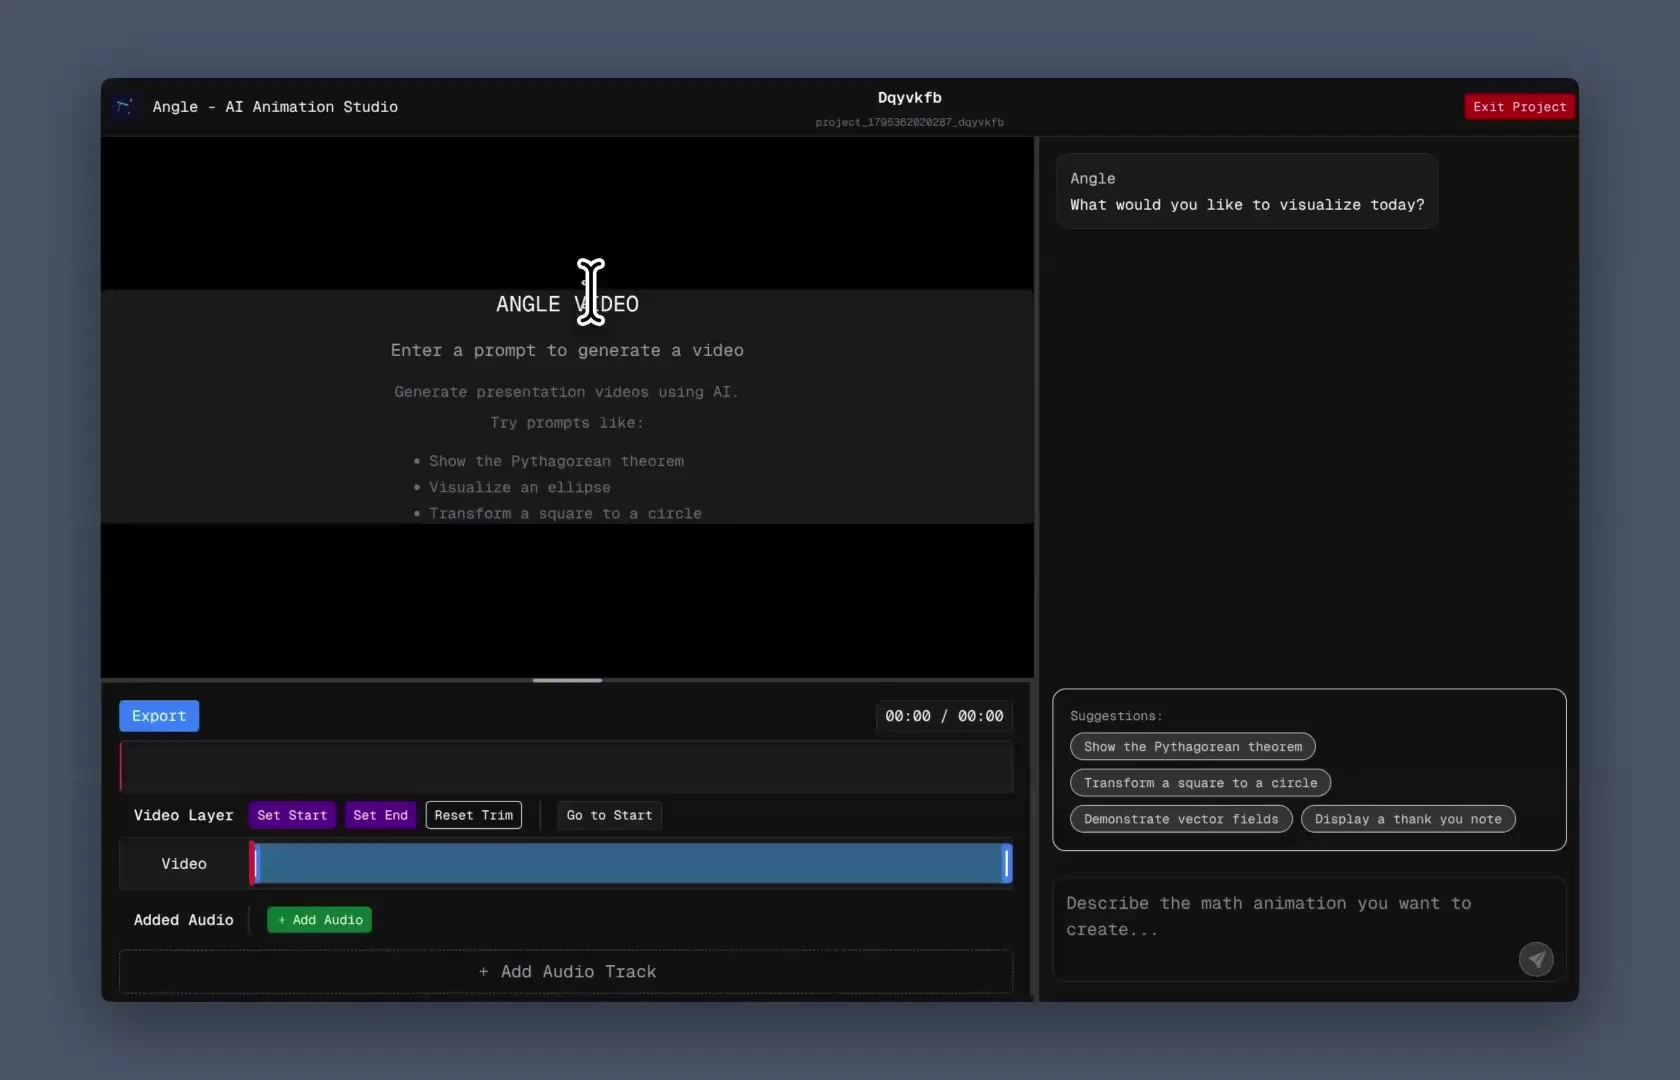 Angle - AI Animation Studio
Dqyvkfb
project_1795362020287_dqyvkfb
Exit Project
ANGLE VIDEO
Enter a prompt to generate a video
Generate presentation videos using AI.
Try prompts like:
• Show the Pythagorean theorem
• Visualize an ellipse
• Transform a square to a circle
Angle
What would you like to visualize today?
Export
00:00 / 00:00
Video Layer
Set Start
Set End
Reset Trim
Go to Start
Video
Added Audio
+ Add Audio
+ Add Audio Track
Suggestions:
Show the Pythagorean theorem
Transform a square to a circle
Demonstrate vector fields
Display a thank you note
Describe the math animation you want to
create...